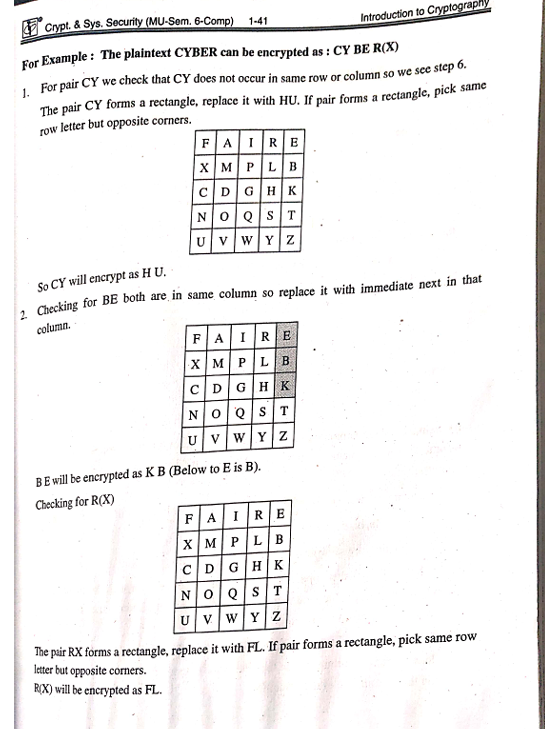 Crypt. & Sys. Security (MU-Sem. 6-Comp) 1-41 Introduction to Cryptography
For Example : The plaintext CYBER can be encrypted as : CY BE R(X)
1. For pair CY we check that CY does not occur in same row or column so we see step 6.
The pair CY forms a rectangle, replace it with HU. If pair forms a rectangle, pick same
row letter but opposite corners.
F A I R E
X M P L B
C D G H K
N O Q S T
U V W Y Z
So CY will encrypt as H U.
2. Checking for BE both are in same column so replace it with immediate next in that
column.
F A I R E
X M P L B
C D G H K
N O Q S T
U V W Y Z
B E will be encrypted as K B (Below to E is B).
Checking for R(X)
F A I R E
X M P L B
C D G H K
N O Q S T
U V W Y Z
The pair RX forms a rectangle, replace it with FL. If pair forms a rectangle, pick same row
letter but opposite corners.
R(X) will be encrypted as FL.